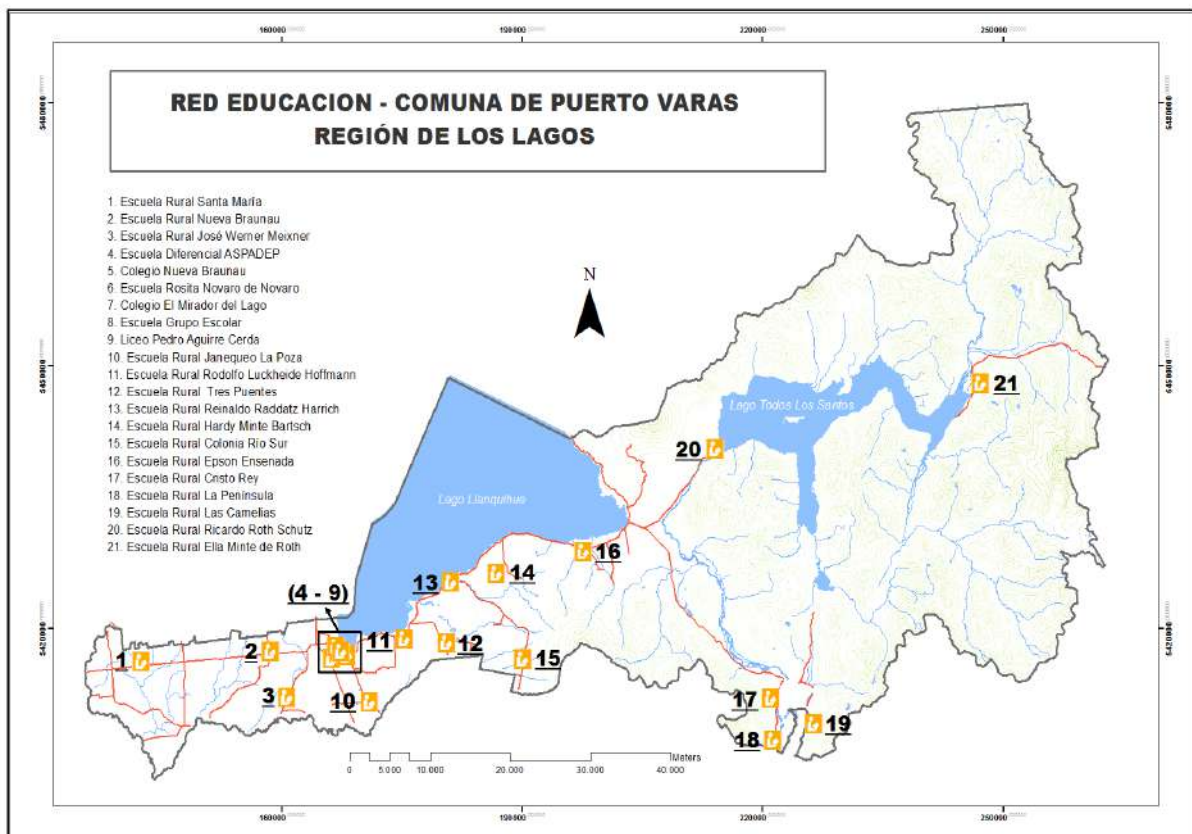 160000
190000
220000
250000
RED EDUCACION - COMUNA DE PUERTO VARAS
REGIÓN DE LOS LAGOS
5480000
5480000
1. Escuela Rural Santa María
2. Escuela Rural Nueva Braunau
3. Escuela Rural José Werner Meixner
4. Escuela Diferencial ASPADEP
5. Colegio Nueva Braunau
6. Escuela Rosita Novaro de Novaro
7. Colegio El Mirador del Lago
8. Escuela Grupo Escolar
9. Liceo Pedro Aguirre Cerda
10. Escuela Rural Janequeo La Poza
11. Escuela Rural Rodolfo Luckheide Hoffmann
12. Escuela Rural Tres Puentes
13. Escuela Rural Reinaldo Raddatz Harrich
14. Escuela Rural Hardy Minte Bartsch
15. Escuela Rural Colonia Río Sur
16. Escuela Rural Epson Ensenada
17. Escuela Rural Cristo Rey
18. Escuela Rural La Península
19. Escuela Rural Las Camelias
20. Escuela Rural Ricardo Roth Schutz
21. Escuela Rural Ella Minte de Roth
N
5450000
5450000
21
Lago Todos Los Santos
20
Lago Llanquihue
16
14
13
(4 - 9)
5420000
5420000
11
12
2
1
15
3
10
17
19
18
Meters
0
5.000
10.000
20.000
30.000
40.000
160000
190000
220000
250000